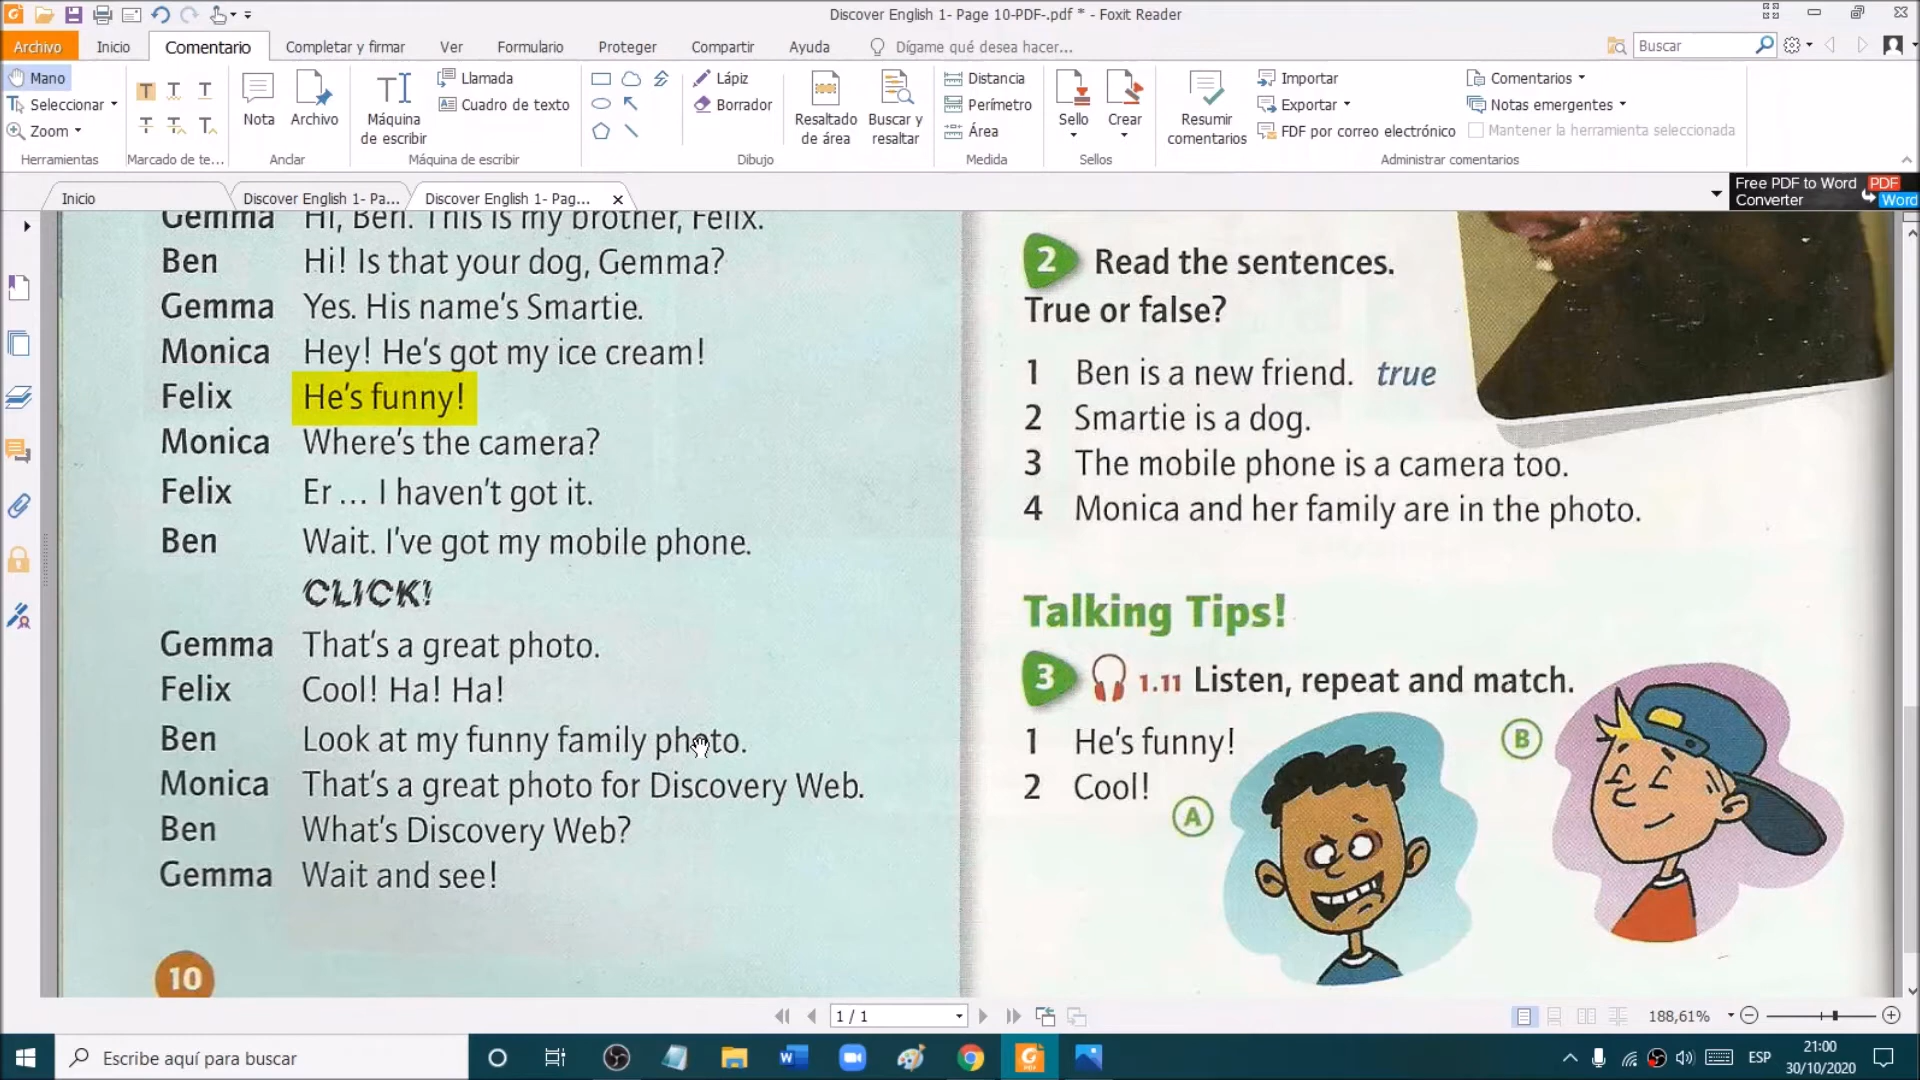 Discover English 1- Page 10-PDF-.pdf * - Foxit Reader
Archivo Inicio Comentario Completar y firmar Ver Formulario Proteger Compartir Ayuda Dígame qué desea hacer... Buscar
Mano
Seleccionar
Zoom
Herramientas
Marcado de te...
Nota
Archivo
Anclar
Máquina de escribir
Llamada
Cuadro de texto
Máquina de escribir
Lápiz
Borrador
Dibujo
Resaltado de área
Buscar y resaltar
Distancia
Perímetro
Área
Medida
Sello
Crear
Sellos
Resumir comentarios
Importar
Exportar
FDF por correo electrónico
Comentarios
Notas emergentes
Mantener la herramienta seleccionada
Administrar comentarios
Inicio
Discover English 1- Pa...
Discover English 1- Pag...
Free PDF to Word Converter
PDF
Word
Gemma Hi, Ben. This is my brother, Felix.
Ben Hi! Is that your dog, Gemma?
Gemma Yes. His name's Smartie.
Monica Hey! He's got my ice cream!
Felix He's funny!
Monica Where's the camera?
Felix Er ... I haven't got it.
Ben Wait. I've got my mobile phone.
CLICK!
Gemma That's a great photo.
Felix Cool! Ha! Ha!
Ben Look at my funny family photo.
Monica That's a great photo for Discovery Web.
Ben What's Discovery Web?
Gemma Wait and see!
10
2 Read the sentences.
True or false?
1 Ben is a new friend. true
2 Smartie is a dog.
3 The mobile phone is a camera too.
4 Monica and her family are in the photo.
Talking Tips!
3 1.11 Listen, repeat and match.
1 He's funny!
2 Cool!
A
B
1 / 1
188,61%
Escribe aquí para buscar
ESP
21:00
30/10/2020